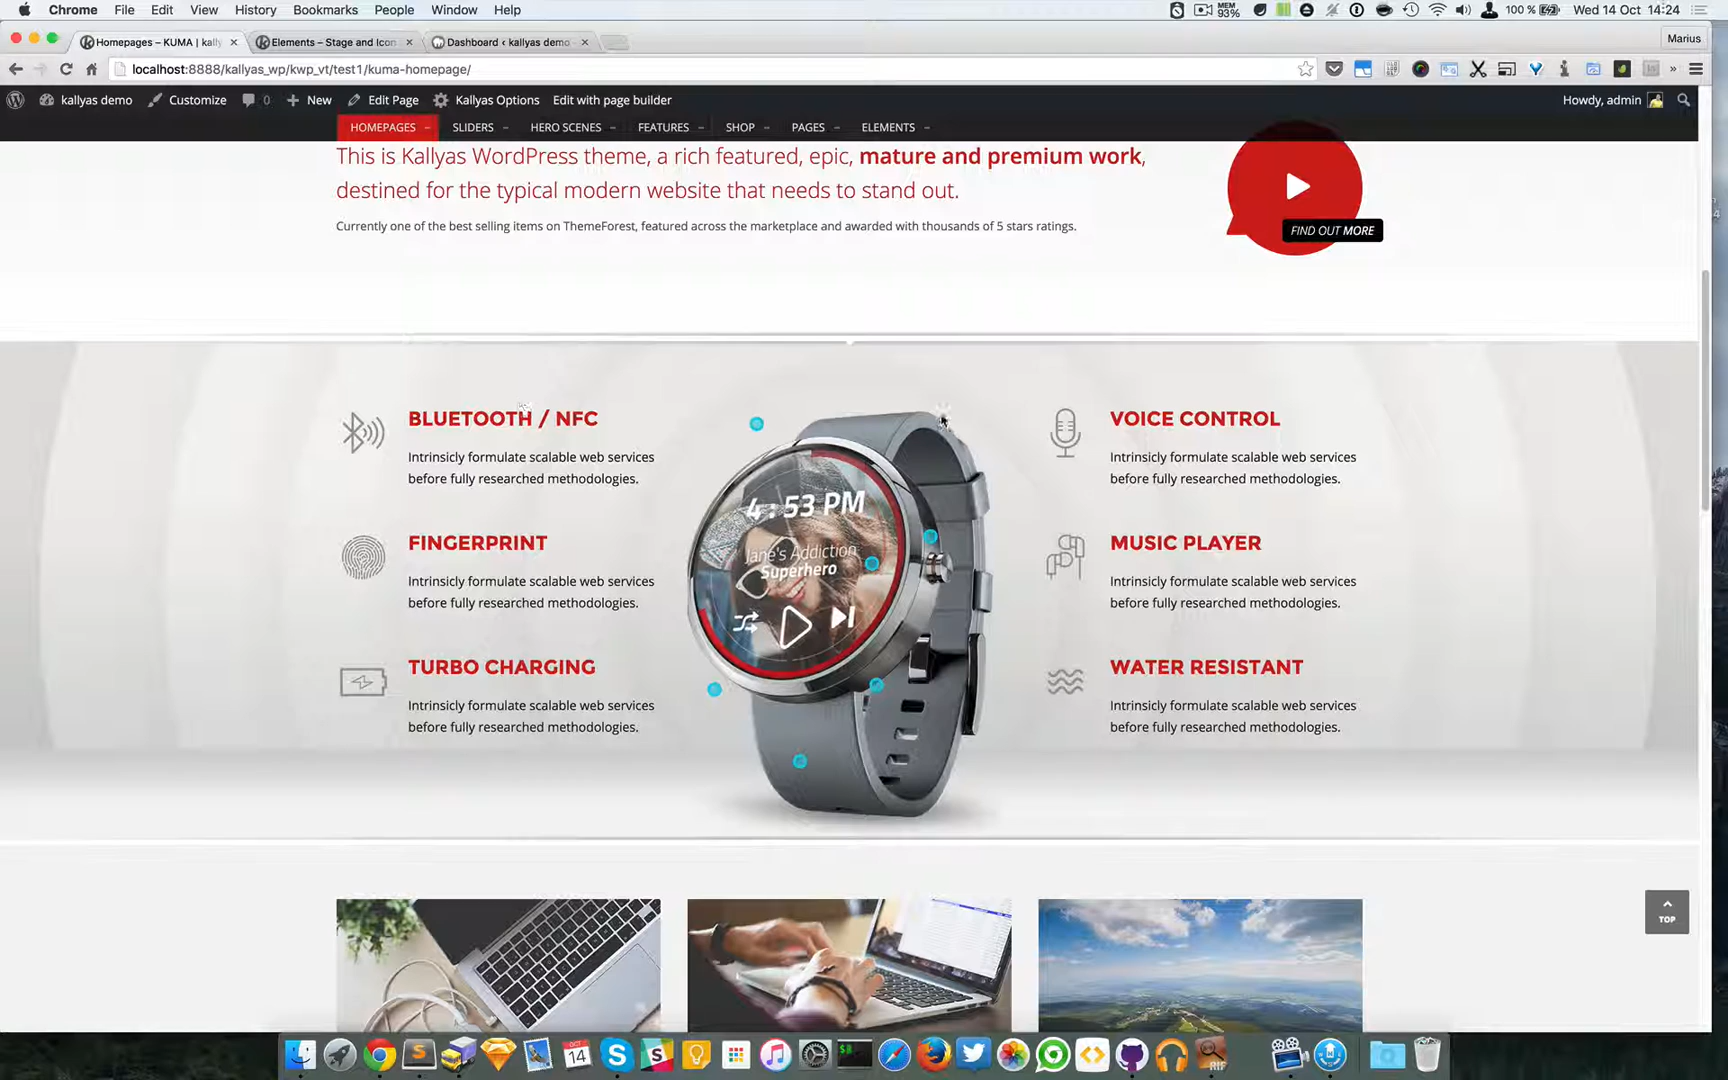 Chrome File Edit View History Bookmarks People Window Help MEM 93% 100 % Wed 14 Oct 14:24
Homepages – KUMA | kally Elements – Stage and Icon Dashboard ‹ kallyas demo Marius
localhost:8888/kallyas_wp/kwp_vt/test1/kuma-homepage/ »
kallyas demo Customize 0 New Edit Page Kallyas Options Edit with page builder Howdy, admin
HOMEPAGES SLIDERS HERO SCENES FEATURES SHOP PAGES ELEMENTS
This is Kallyas WordPress theme, a rich featured, epic, mature and premium work,
destined for the typical modern website that needs to stand out.
Currently one of the best selling items on ThemeForest, featured across the marketplace and awarded with thousands of 5 stars ratings.
FIND OUT MORE
BLUETOOTH / NFC
Intrinsicly formulate scalable web services
before fully researched methodologies.
FINGERPRINT
Intrinsicly formulate scalable web services
before fully researched methodologies.
TURBO CHARGING
Intrinsicly formulate scalable web services
before fully researched methodologies.
4:53 PM
Jane's Addiction
Superhero
VOICE CONTROL
Intrinsicly formulate scalable web services
before fully researched methodologies.
MUSIC PLAYER
Intrinsicly formulate scalable web services
before fully researched methodologies.
WATER RESISTANT
Intrinsicly formulate scalable web services
before fully researched methodologies.
TOP
OCT
14